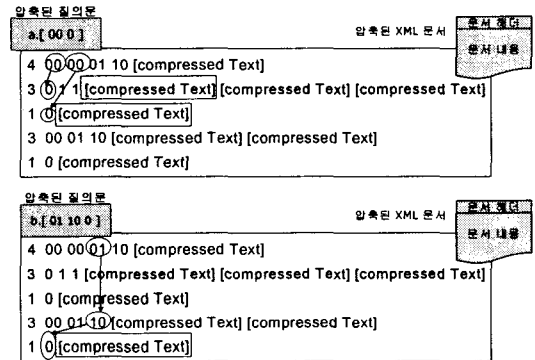 압축된 질의문
a.[ 00 0 ]
압축된 XML 문서
문서 헤더
문서 내용
4 00 00 01 10 [compressed Text]
3 0 1 1 [compressed Text] [compressed Text] [compressed Text]
1 0 [compressed Text]
3 00 01 10 [compressed Text] [compressed Text]
1 0 [compressed Text]
압축된 질의문
b.[ 01 10 0 ]
압축된 XML 문서
문서 헤더
문서 내용
4 00 00 01 10 [compressed Text]
3 0 1 1 [compressed Text] [compressed Text] [compressed Text]
1 0 [compressed Text]
3 00 01 10 [compressed Text] [compressed Text]
1 0 [compressed Text]